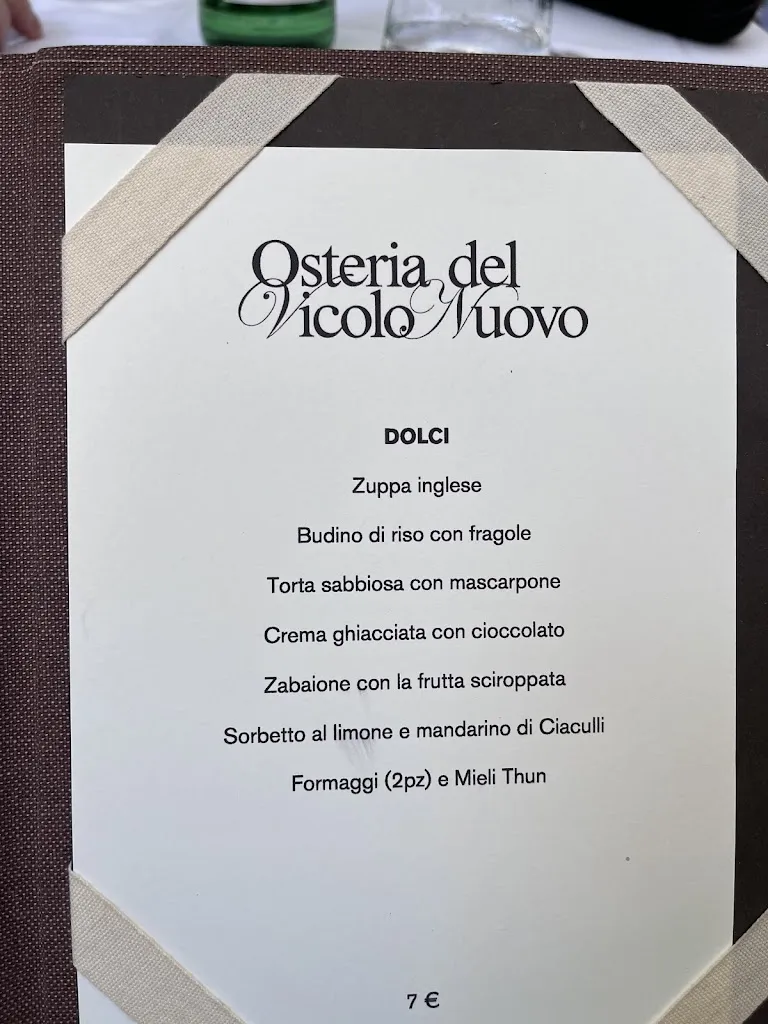 Osteria del
Vicolo Nuovo
DOLCI
Zuppa inglese
Budino di riso con fragole
Torta sabbiosa con mascarpone
Crema ghiacciata con cioccolato
Zabaione con la frutta sciroppata
Sorbetto al limone e mandarino di Ciaculli
Formaggi (2pz) e Mieli Thun
7 €